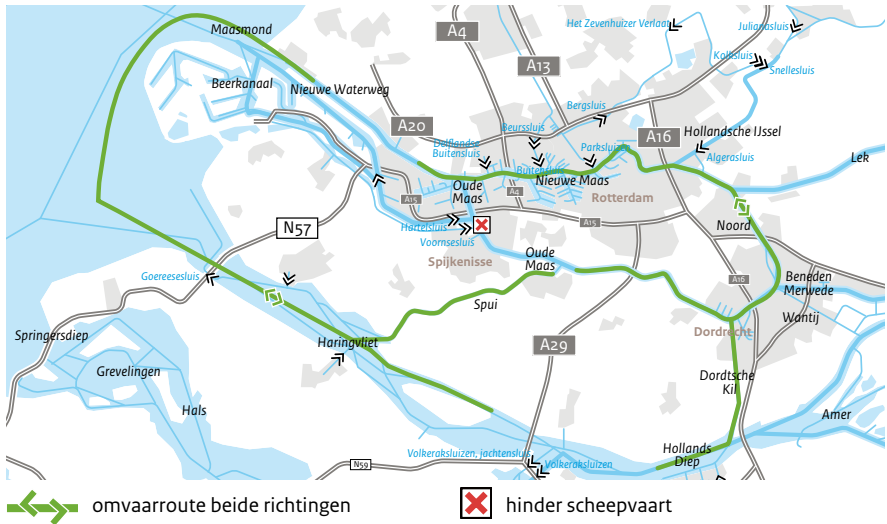 Maasmond
A4
Het Zevenhuizer Verlaat
Julianasluis
Kolksluis
A13
Snellesluis
Beerkanaal
Nieuwe Waterweg
Bergsluis
A20
Beurssluis
A16
Hollandsche IJssel
Delflandse
Buitensluis
Parksluizen
Algerasluis
Lek
Buitensluis
Nieuwe Maas
Oude
Maas
A15
A4
Rotterdam
N57
Hartelsluis
A15
Noord
Voornsesluis
Oude
Maas
Spijkenisse
Goereesesluis
A16
Beneden
Merwede
Spui
Wantij
Springersdiep
Haringvliet
A29
Dordrecht
Grevelingen
Dordtsche
Kil
Hals
Amer
Volkeraksluizen, jachtensluis
Hollands
Diep
N59
Volkeraksluizen
omvaarroute beide richtingen
hinder scheepvaart